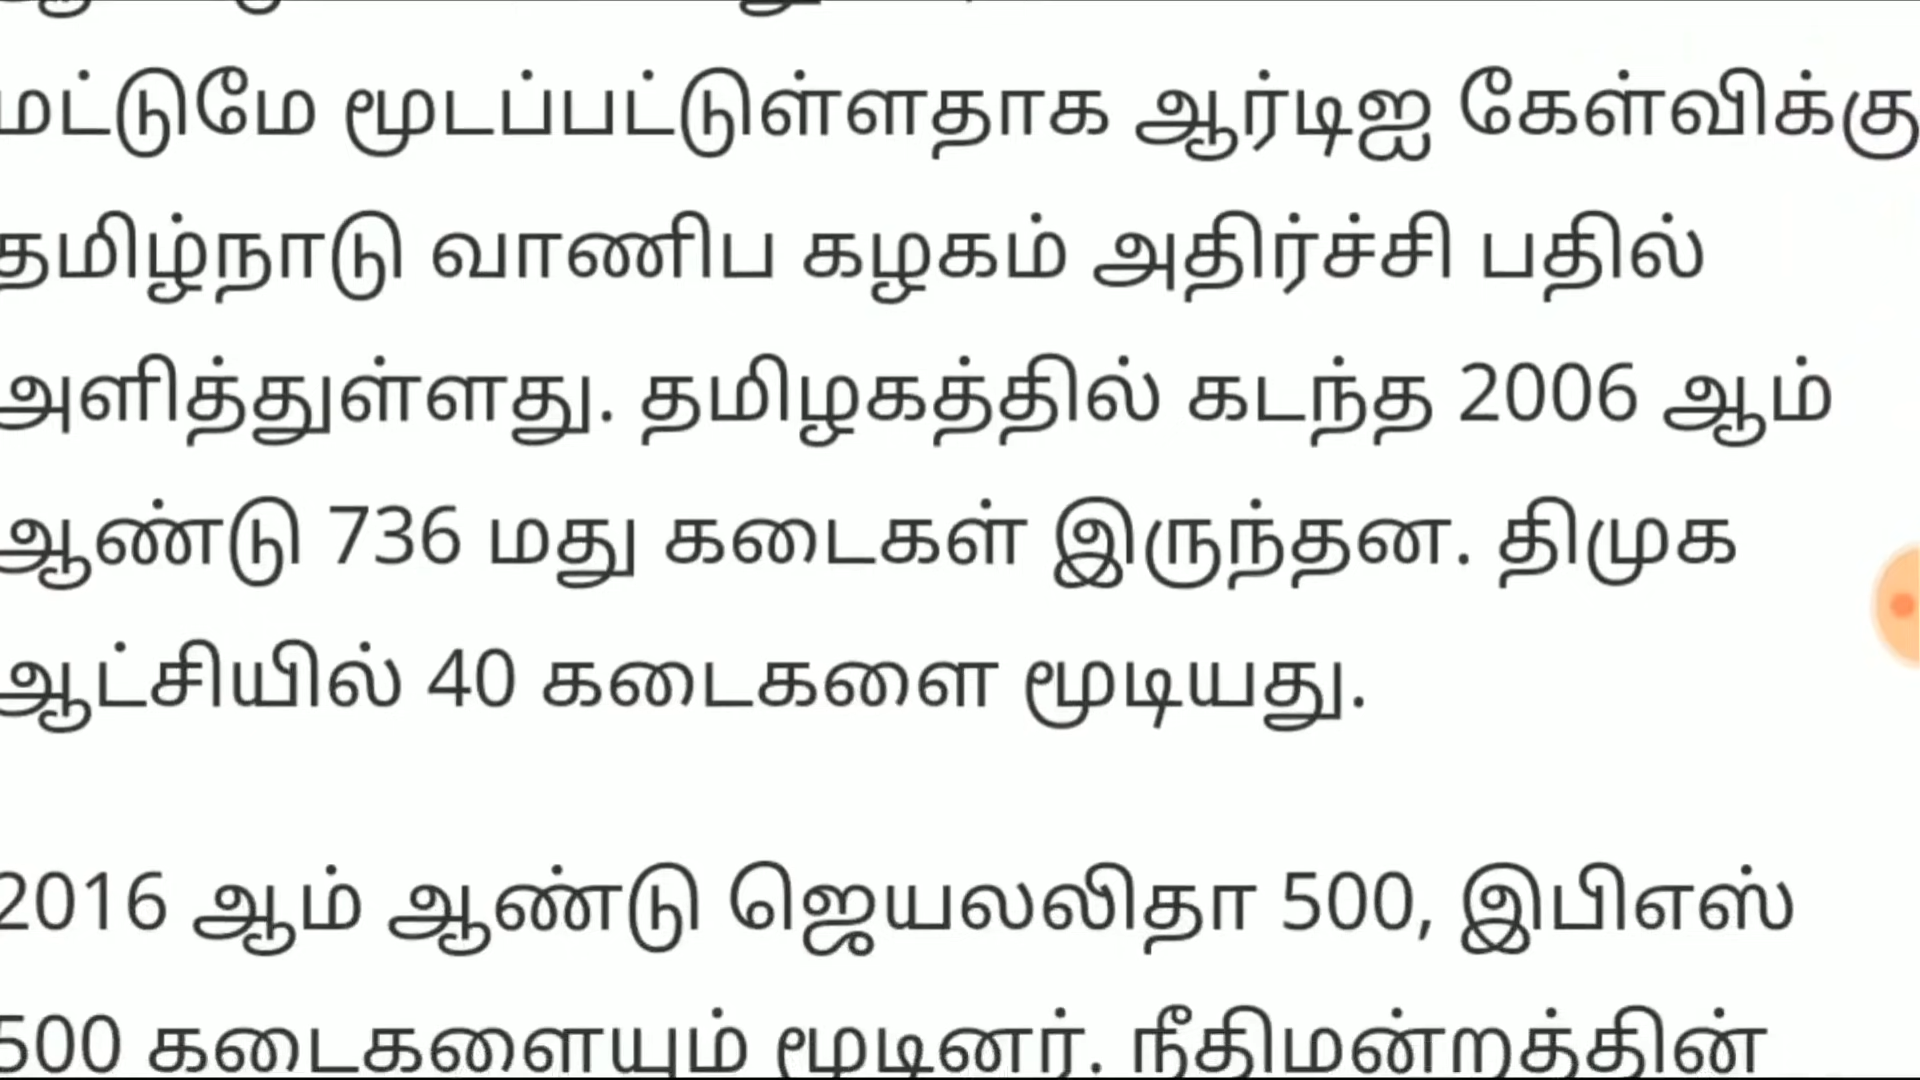 மட்டுமே மூடப்பட்டுள்ளதாக ஆர்டிஐ கேள்விக்கு
தமிழ்நாடு வாணிப கழகம் அதிர்ச்சி பதில்
அளித்துள்ளது. தமிழகத்தில் கடந்த 2006 ஆம்
ஆண்டு 736 மது கடைகள் இருந்தன. திமுக
ஆட்சியில் 40 கடைகளை மூடியது.
2016 ஆம் ஆண்டு ஜெயலலிதா 500, இபிஎஸ்
500 கடைகளையும் மூடினர். நீதிமன்றத்தின்